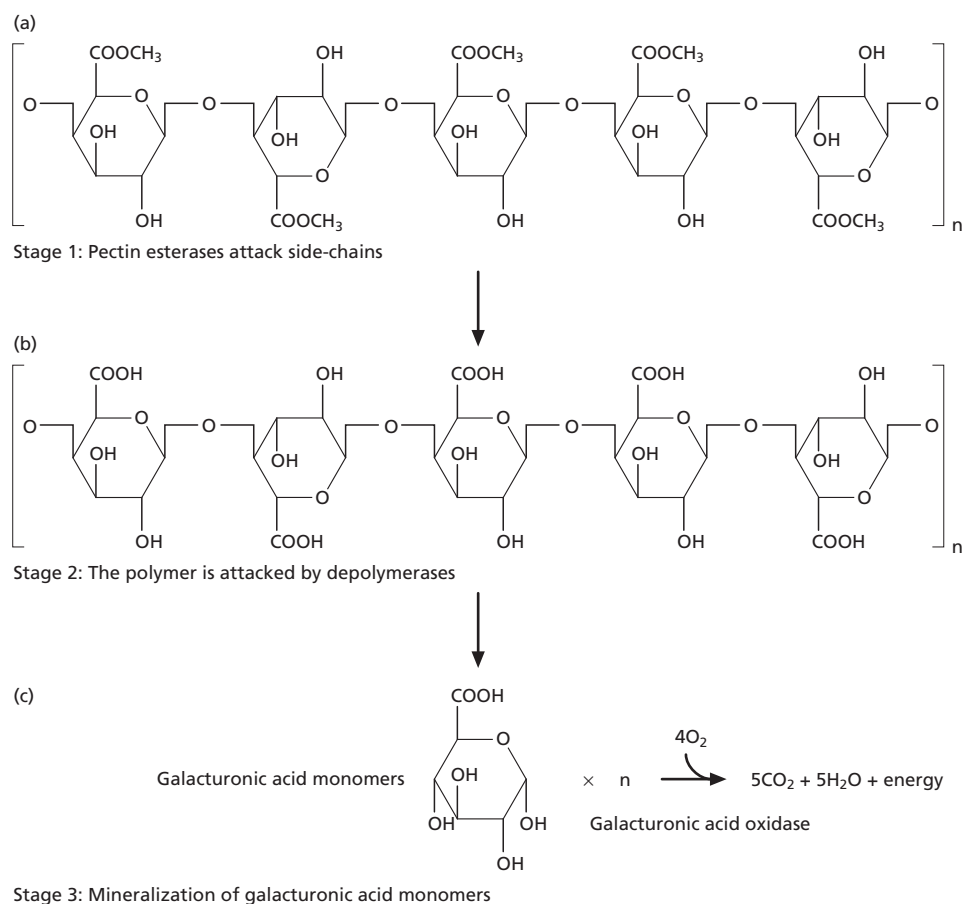 (a)
COOCH3 OH COOCH3 COOCH3 OH
O O O O O O
O O O
OH OH OH OH OH
O O
OH COOCH3 OH OH COOCH3
n
Stage 1: Pectin esterases attack side-chains
(b)
COOH OH COOH COOH OH
O O O O O O
O O O
OH OH OH OH OH
O O
OH COOH OH OH COOH
n
Stage 2: The polymer is attacked by depolymerases
(c)
COOH
O
4O2
Galacturonic acid monomers OH × n 5CO2 + 5H2O + energy
OH OH Galacturonic acid oxidase
OH
Stage 3: Mineralization of galacturonic acid monomers